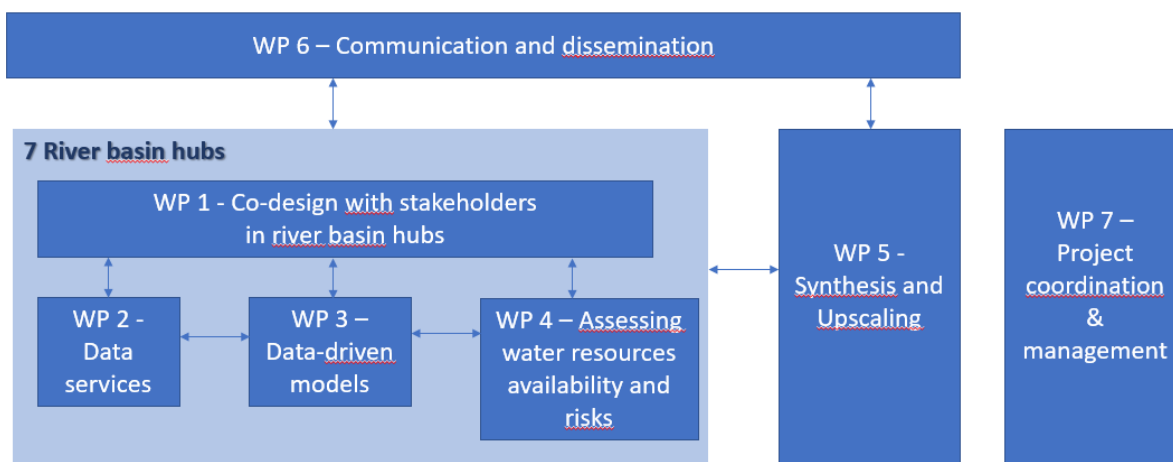 WP 6 – Communication and dissemination
7 River basin hubs
WP 1 - Co-design with stakeholders
in river basin hubs
WP 2 -
Data
services
WP 3 –
Data-driven
models
WP 4 – Assessing
water resources
availability and
risks
WP 5 -
Synthesis and
Upscaling
WP 7 –
Project
coordination
&
management